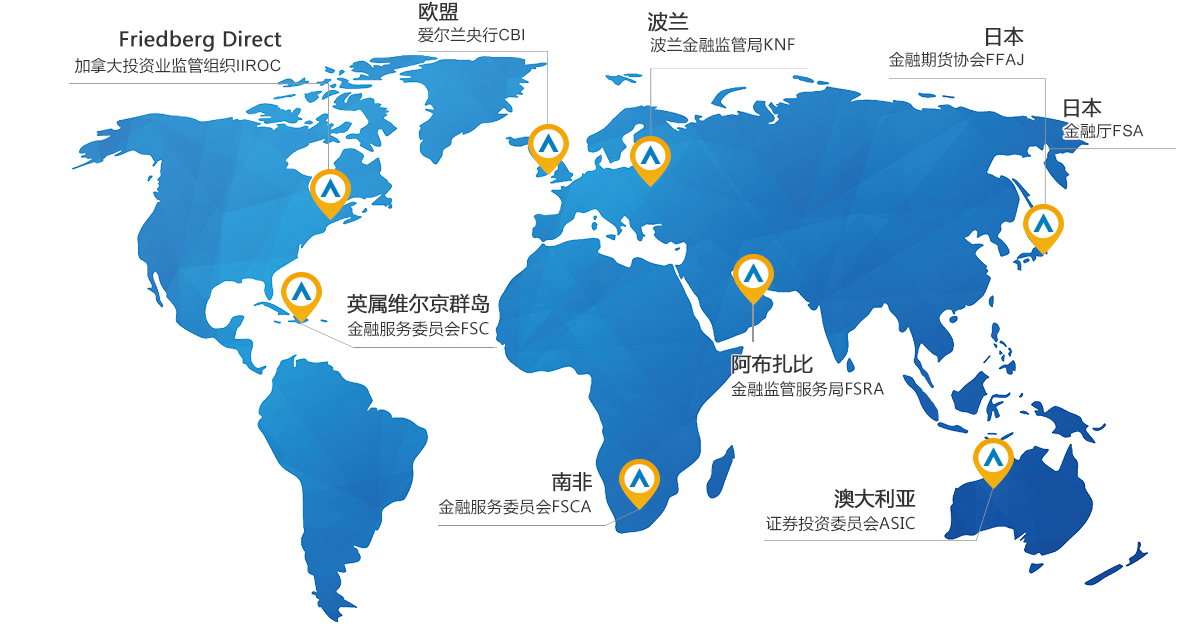 欧盟
爱尔兰央行CBI
波兰
波兰金融监管局KNF
Friedberg Direct
加拿大投资业监管组织IIROC
日本
金融期货协会FFAJ
日本
金融厅FSA
英属维尔京群岛
金融服务委员会FSC
阿布扎比
金融监管服务局FSRA
南非
金融服务委员会FSCA
澳大利亚
证券投资委员会ASIC